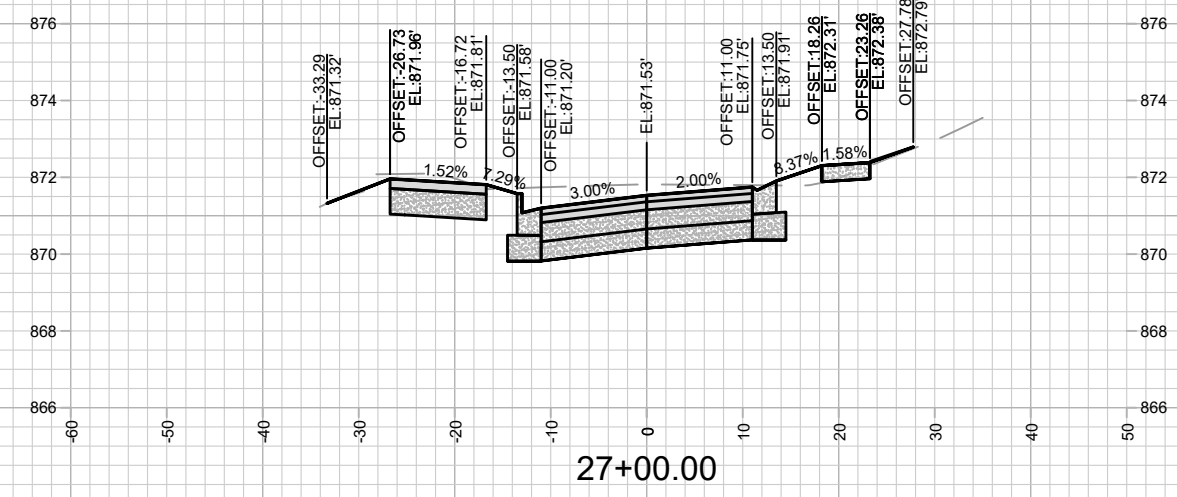 876
876
874
874
872
872
870
870
868
868
866
866
OFFSET:-33.29
EL:871.32'
OFFSET:-26.73
EL:871.96'
OFFSET:-16.72
EL:871.81'
OFFSET:-13.50
EL:871.58'
OFFSET:-11.00
EL:871.20'
EL:871.53'
OFFSET:11.00
EL:871.75'
OFFSET:13.50
EL:871.91'
OFFSET:18.26
EL:872.31'
OFFSET:23.26
EL:872.38'
OFFSET:27.78
EL:872.79'
1.52%
7.29%
3.00%
2.00%
8.37%
1.58%
-60
-50
-40
-30
-20
-10
0
10
20
30
40
50
27+00.00